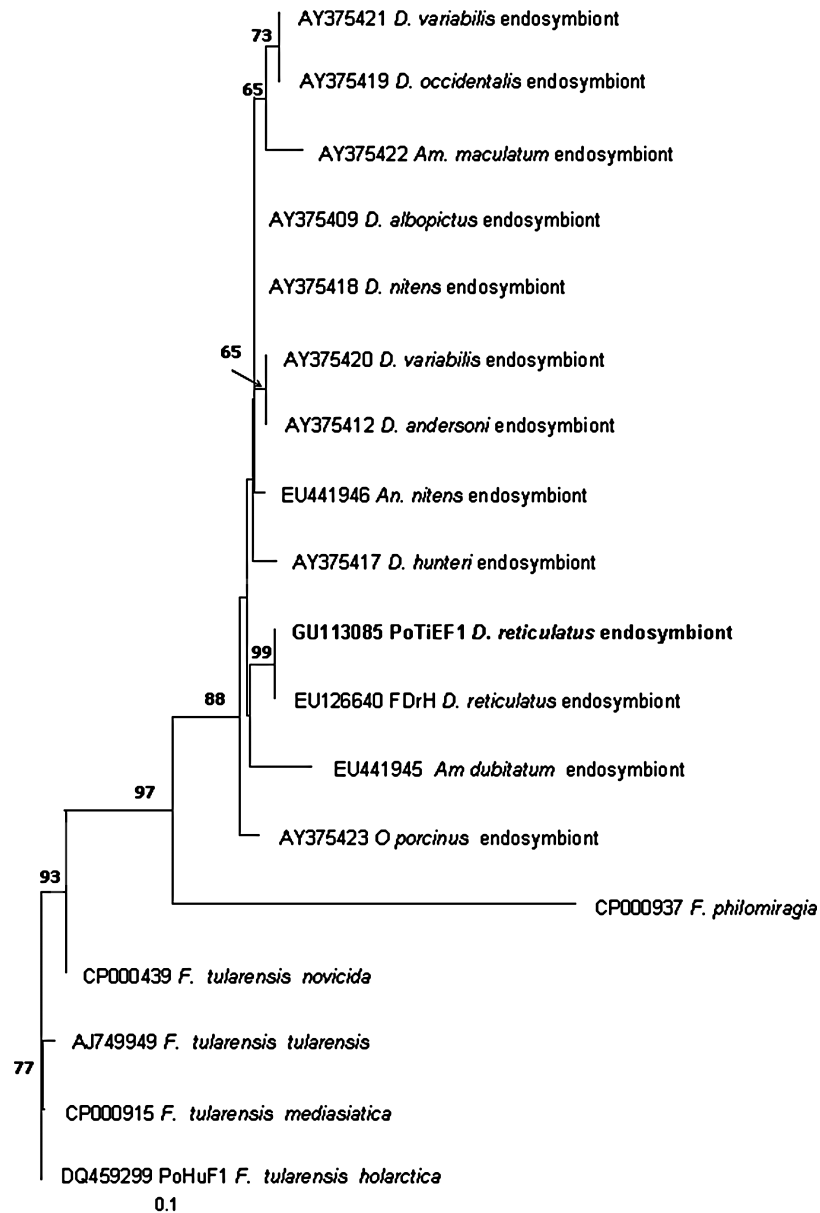 AY375421 D. variabilis endosymbiont
73
AY375419 D. occidentalis endosymbiont
65
AY375422 Am. maculatum endosymbiont
AY375409 D. albopictus endosymbiont
AY375418 D. nitens endosymbiont
65
AY375420 D. variabilis endosymbiont
AY375412 D. andersoni endosymbiont
EU441946 An. nitens endosymbiont
AY375417 D. hunteri endosymbiont
GU113085 PoTiEF1 D. reticulatus endosymbiont
99
EU126640 FDrH D. reticulatus endosymbiont
88
EU441945 Am dubitatum endosymbiont
97
AY375423 O porcinus endosymbiont
93
CP000937 F. philomiragia
CP000439 F. tularensis novicida
AJ749949 F. tularensis tularensis
77
CP000915 F. tularensis mediasiatica
DQ459299 PoHuF1 F. tularensis holarctica
0.1